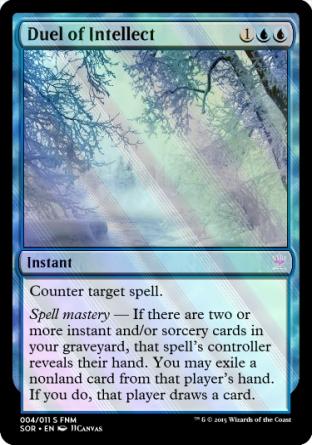 Duel of Intellect 1
Instant
Counter target spell.
Spell mastery — If there are two or
more instant and/or sorcery cards in
your graveyard, that spell's controller
reveals their hand. You may exile a
nonland card from that player's hand.
If you do, that player draws a card.
004/011 S FNM
SOR • EN HCanvas
™ & © 2015 Wizards of the Coast